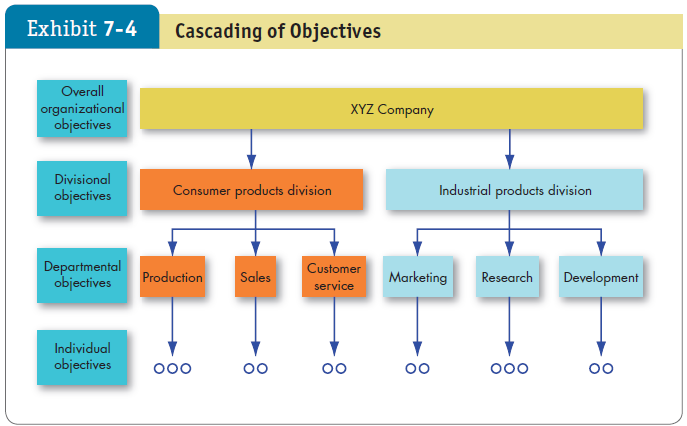 Exhibit 7-4
Cascading of Objectives
Overall
organizational
objectives
XYZ Company
Divisional
objectives
Consumer products division
Industrial products division
Departmental
objectives
Production
Sales
Customer
service
Marketing
Research
Development
Individual
objectives